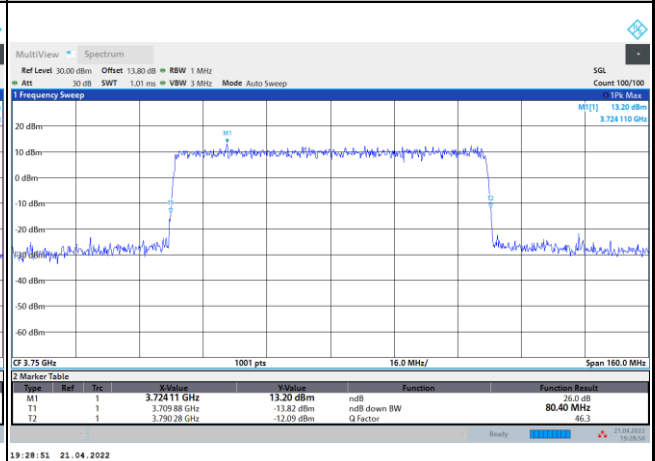 MultiView Spectrum
Ref Level 30.00 dBm Offset 13.80 dB RBW 1 MHz SGL
Att 30 dB SWT 1.01 ms VBW 3 MHz Mode Auto Sweep Count 100/100
1 Frequency Sweep 1Pk Max
M1[1] 13.20 dBm
3.724 110 GHz
M1
20 dBm
10 dBm
0 dBm
-10 dBm
T1
T2
-20 dBm
-30 dBm
-40 dBm
-50 dBm
-60 dBm
CF 3.75 GHz 1001 pts 16.0 MHz/ Span 160.0 MHz
2 Marker Table
Type Ref Trc X-Value Y-Value Function Function Result
M1 1 3.724 11 GHz 13.20 dBm ndB 26.0 dB
T1 1 3.709 88 GHz -13.82 dBm ndB down BW 80.40 MHz
T2 1 3.790 28 GHz -12.09 dBm Q Factor 46.3
Ready 21.04.2022
19:28:50
19:28:51 21.04.2022